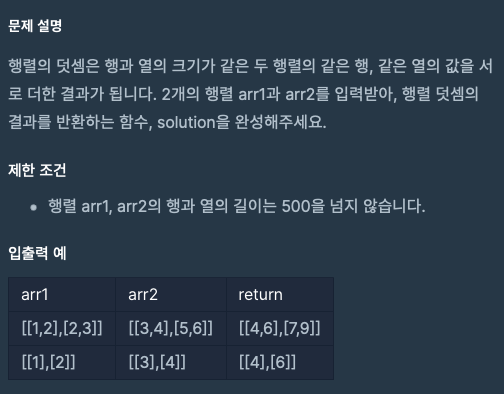 문제 설명
행렬의 덧셈은 행과 열의 크기가 같은 두 행렬의 같은 행, 같은 열의 값을 서
로 더한 결과가 됩니다. 2개의 행렬 arr1과 arr2를 입력받아, 행렬 덧셈의
결과를 반환하는 함수, solution을 완성해주세요.
제한 조건
• 행렬 arr1, arr2의 행과 열의 길이는 500을 넘지 않습니다.
입출력 예
arr1 arr2 return
[[1,2],[2,3]] [[3,4],[5,6]] [[4,6],[7,9]]
[[1],[2]] [[3],[4]] [[4],[6]]